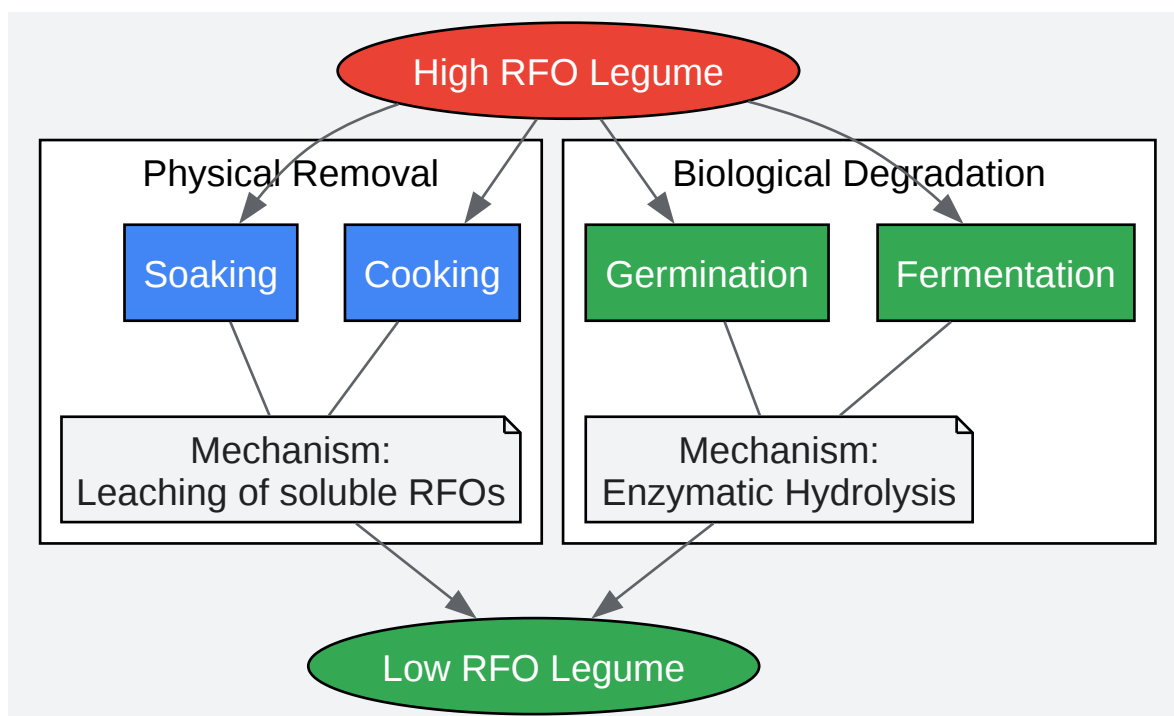 High RFO Legume
Physical Removal
Biological Degradation
Soaking
Cooking
Germination
Fermentation
Mechanism:
Leaching of soluble RFOs
Mechanism:
Enzymatic Hydrolysis
Low RFO Legume